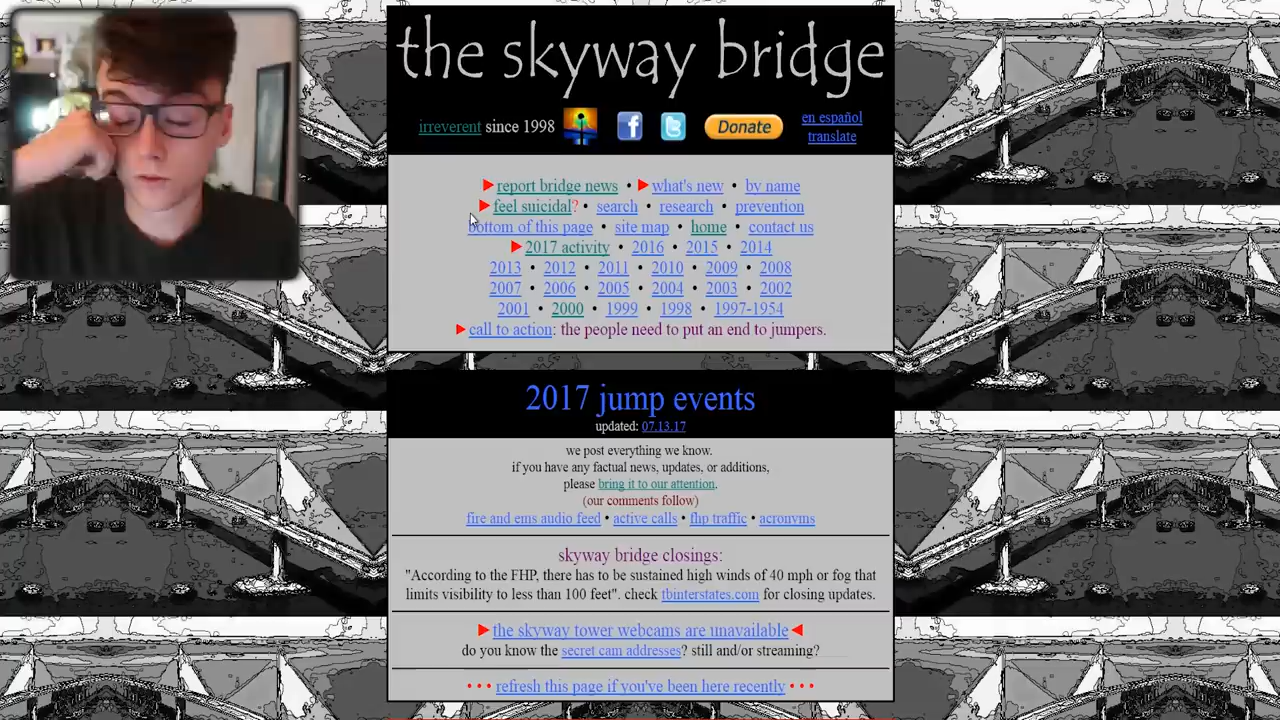 the skyway bridge
irreverent since 1998 Donate en español
translate
report bridge news • what's new • by name
feel suicidal? • search • research • prevention
bottom of this page • site map • home • contact us
2017 activity • 2016 • 2015 • 2014
2013 • 2012 • 2011 • 2010 • 2009 • 2008
2007 • 2006 • 2005 • 2004 • 2003 • 2002
2001 • 2000 • 1999 • 1998 • 1997-1954
call to action: the people need to put an end to jumpers.
2017 jump events
updated: 07.13.17
we post everything we know.
if you have any factual news, updates, or additions,
please bring it to our attention.
(our comments follow)
fire and ems audio feed • active calls • fhp traffic • acronyms
skyway bridge closings:
"According to the FHP, there has to be sustained high winds of 40 mph or fog that
limits visibility to less than 100 feet". check tbinterstates.com for closing updates.
the skyway tower webcams are unavailable
do you know the secret cam addresses? still and/or streaming?
• • • refresh this page if you've been here recently • • •